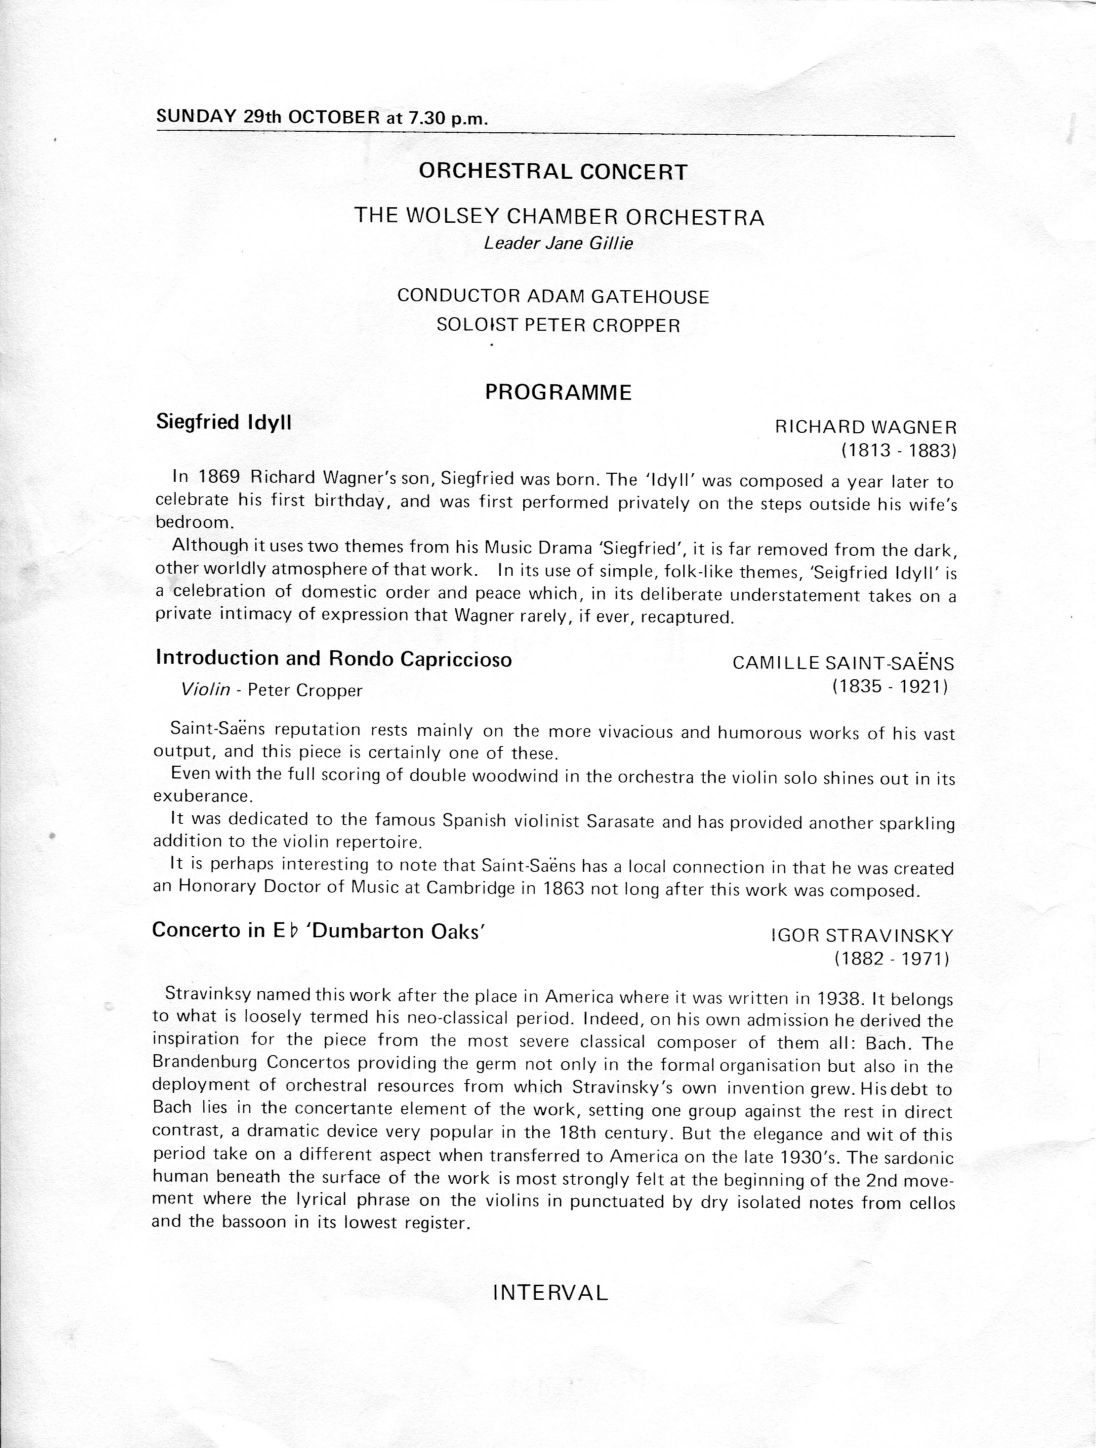 SUNDAY 29th OCTOBER at 7.30 p.m.
ORCHESTRAL CONCERT
THE WOLSEY CHAMBER ORCHESTRA
Leader Jane Gillie
CONDUCTOR ADAM GATEHOUSE
SOLOIST PETER CROPPER
PROGRAMME
Siegfried Idyll RICHARD WAGNER
(1813 - 1883)
In 1869 Richard Wagner's son, Siegfried was born. The 'Idyll' was composed a year later to
celebrate his first birthday, and was first performed privately on the steps outside his wife's
bedroom.
Although it uses two themes from his Music Drama 'Siegfried', it is far removed from the dark,
other worldly atmosphere of that work. In its use of simple, folk-like themes, 'Seigfried Idyll' is
a celebration of domestic order and peace which, in its deliberate understatement takes on a
private intimacy of expression that Wagner rarely, if ever, recaptured.
Introduction and Rondo Capriccioso CAMILLE SAINT-SAËNS
Violin - Peter Cropper (1835 - 1921)
Saint-Saëns reputation rests mainly on the more vivacious and humorous works of his vast
output, and this piece is certainly one of these.
Even with the full scoring of double woodwind in the orchestra the violin solo shines out in its
exuberance.
It was dedicated to the famous Spanish violinist Sarasate and has provided another sparkling
addition to the violin repertoire.
It is perhaps interesting to note that Saint-Saëns has a local connection in that he was created
an Honorary Doctor of Music at Cambridge in 1863 not long after this work was composed.
Concerto in E♭ 'Dumbarton Oaks' IGOR STRAVINSKY
(1882 - 1971)
Stravinksy named this work after the place in America where it was written in 1938. It belongs
to what is loosely termed his neo-classical period. Indeed, on his own admission he derived the
inspiration for the piece from the most severe classical composer of them all: Bach. The
Brandenburg Concertos providing the germ not only in the formal organisation but also in the
deployment of orchestral resources from which Stravinsky's own invention grew. His debt to
Bach lies in the concertante element of the work, setting one group against the rest in direct
contrast, a dramatic device very popular in the 18th century. But the elegance and wit of this
period take on a different aspect when transferred to America on the late 1930's. The sardonic
human beneath the surface of the work is most strongly felt at the beginning of the 2nd move-
ment where the lyrical phrase on the violins in punctuated by dry isolated notes from cellos
and the bassoon in its lowest register.
INTERVAL